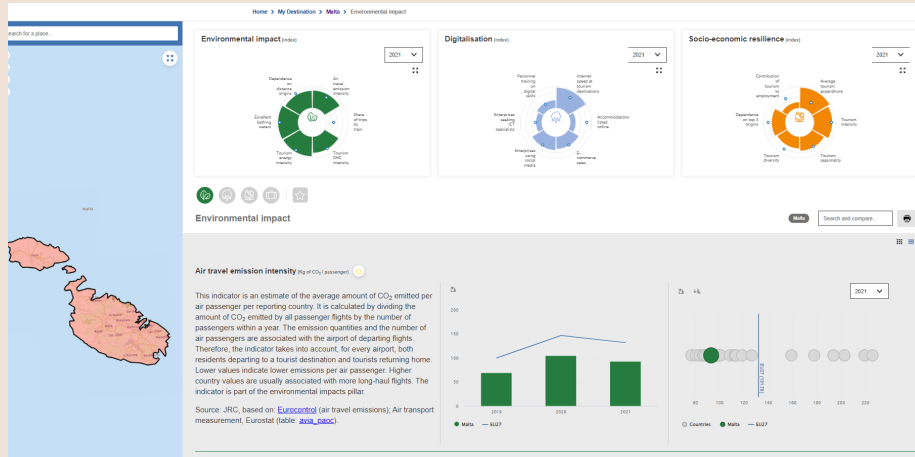 Home > My Destination > Malta > Environmental impact
search for a place...
Environmental impact (index)
2021
Dependence on distance origins
Air travel emission intensity
Excellent bathing waters
Share of trips by train
Tourism energy intensity
Tourism GHG intensity
Digitalisation (index)
2021
Personnel training on digital skills
Internet speed at tourism destinations
Enterprises seeking ICT specialists
Accommodations listed online
Enterprises using social media
E-commerce sales
Socio-economic resilience (index)
2021
Contribution of tourism to employment
Average tourism expenditure
Dependence on top 3 origins
Tourism intensity
Tourism diversity
Tourism seasonality
Environmental impact
Malta
Search and compare...
Air travel emission intensity (Kg of CO2 / passenger)
This indicator is an estimate of the average amount of CO2 emitted per
air passenger per reporting country. It is calculated by dividing the
amount of CO2 emitted by all passenger flights by the number of
passengers within a year. The emission quantities and the number of
air passengers are associated with the airport of departing flights.
Therefore, the indicator takes into account, for every airport, both
residents departing to a tourist destination and tourists returning home.
Lower values indicate lower emissions per air passenger. Higher
country values are usually associated with more long-haul flights. The
indicator is part of the environmental impacts pillar.
Source: JRC, based on: Eurocontrol (air travel emissions); Air transport
measurement, Eurostat (table: avia_paoc).
200
150
100
50
0
2019 2020 2021
Malta EU27
2021
80 100 120 140 160 180 200 220
Countries Malta EU27